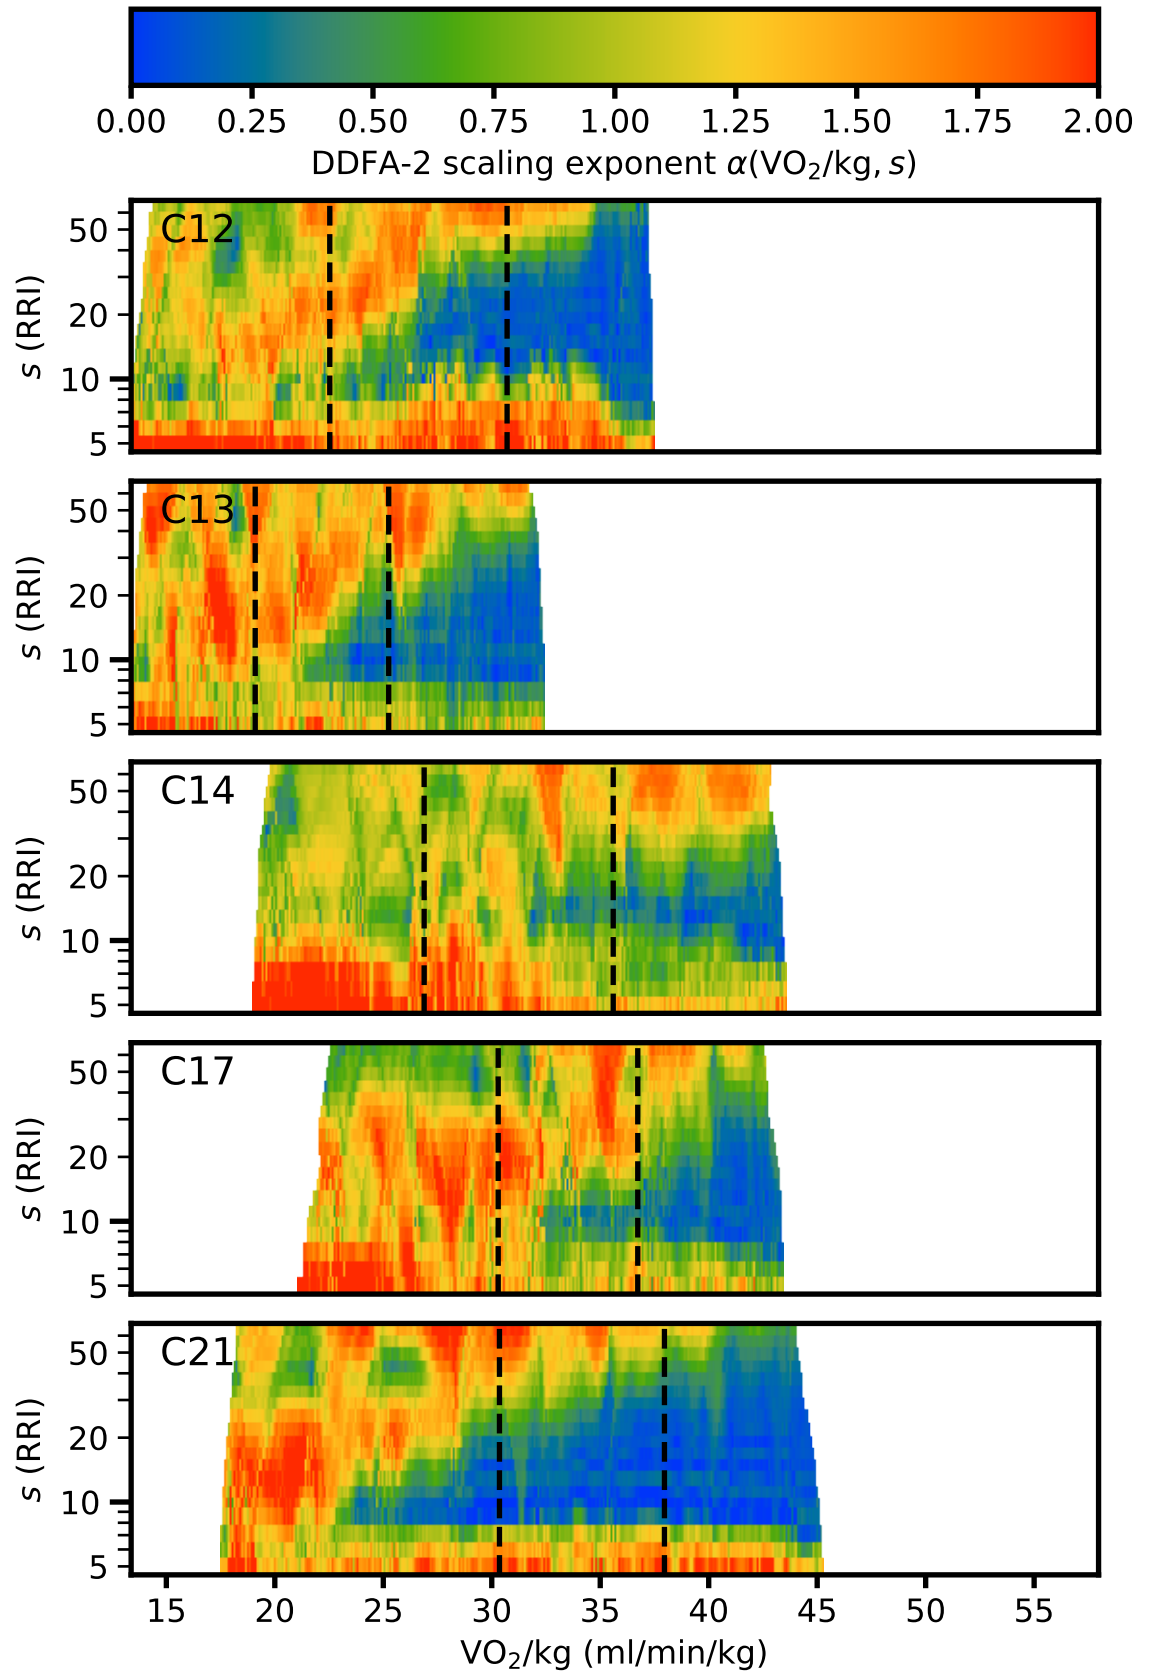 0.00 0.25 0.50 0.75 1.00 1.25 1.50 1.75 2.00
DDFA-2 scaling exponent α(VO₂/kg, s)
C12
50
20
10
5
s (RRI)
C13
50
20
10
5
s (RRI)
C14
50
20
10
5
s (RRI)
C17
50
20
10
5
s (RRI)
C21
50
20
10
5
s (RRI)
15 20 25 30 35 40 45 50 55
VO₂/kg (ml/min/kg)